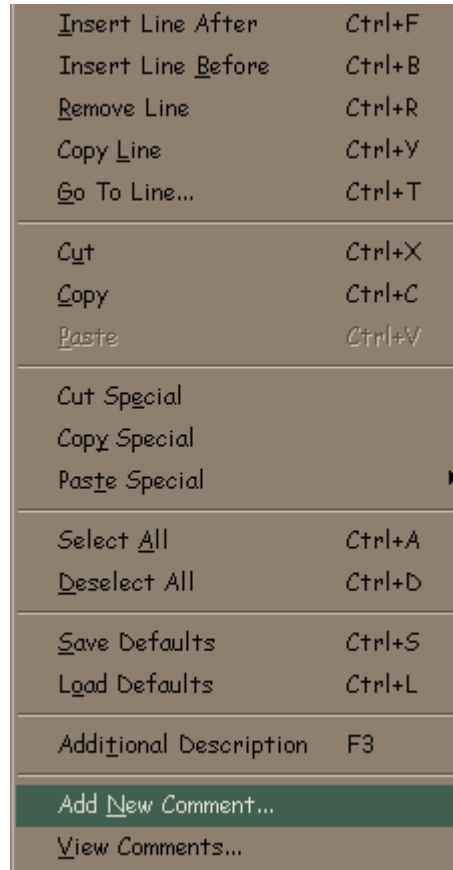 Insert Line After Ctrl+F
Insert Line Before Ctrl+B
Remove Line Ctrl+R
Copy Line Ctrl+Y
Go To Line... Ctrl+T
Cut Ctrl+X
Copy Ctrl+C
Paste Ctrl+V
Cut Special
Copy Special
Paste Special
Select All Ctrl+A
Deselect All Ctrl+D
Save Defaults Ctrl+S
Load Defaults Ctrl+L
Additional Description F3
Add New Comment...
View Comments...